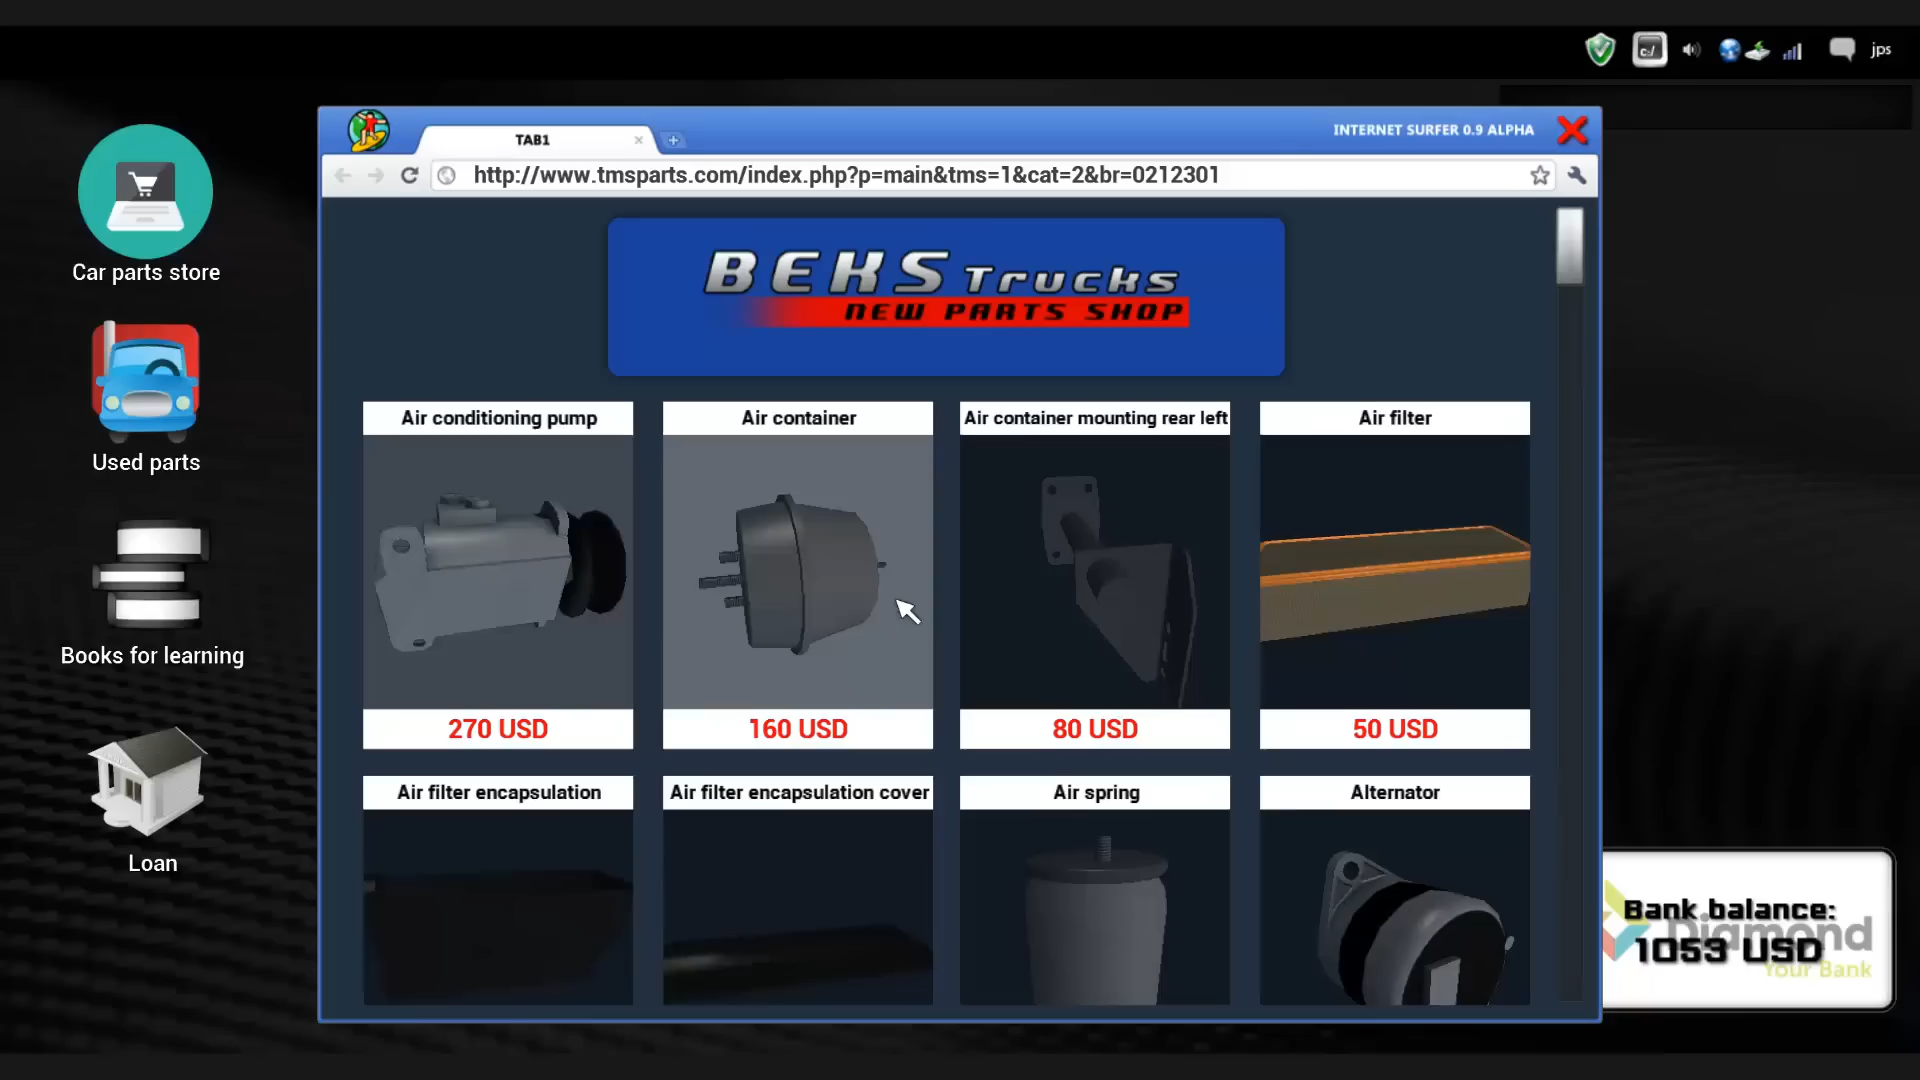 c:/
jps
TAB1
INTERNET SURFER 0.9 ALPHA
http://www.tmsparts.com/index.php?p=main&tms=1&cat=2&br=0212301
BEKS Trucks
NEW PARTS SHOP
Car parts store
Used parts
Books for learning
Loan
Air conditioning pump
Air container
Air container mounting rear left
Air filter
270 USD
160 USD
80 USD
50 USD
Air filter encapsulation
Air filter encapsulation cover
Air spring
Alternator
Bank balance:
Diamond
1053 USD
Your Bank